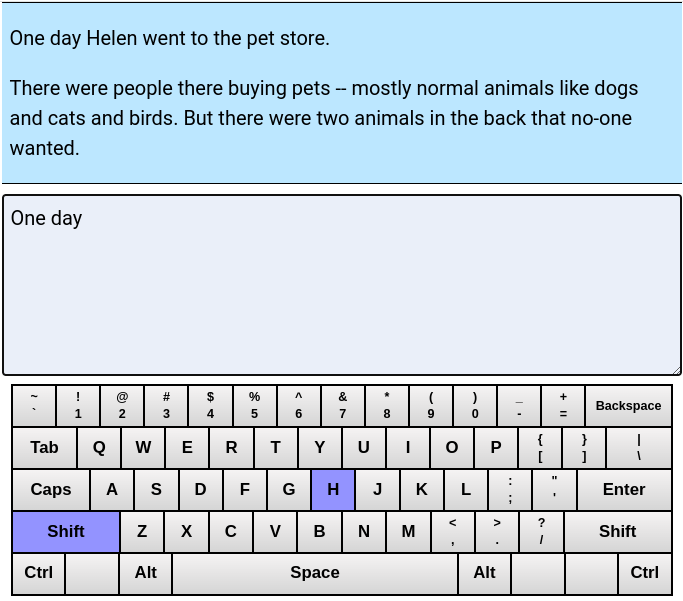 One day Helen went to the pet store.
There were people there buying pets -- mostly normal animals like dogs
and cats and birds. But there were two animals in the back that no-one
wanted.
One day
~ ! @ # $ % ^ & * ( ) _ +
` 1 2 3 4 5 6 7 8 9 0 - = Backspace
Tab Q W E R T Y U I O P { [ } ] | \
Caps A S D F G H J K L : ; " ' Enter
Shift Z X C V B N M < , > . ? / Shift
Ctrl Alt Space Alt Ctrl